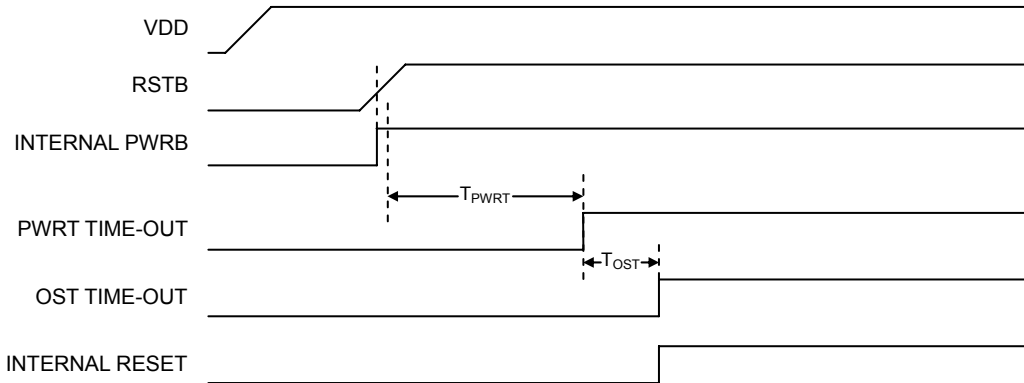 VDD
RSTB
INTERNAL PWRB
TPWRT
PWRT TIME-OUT
TOST
OST TIME-OUT
INTERNAL RESET